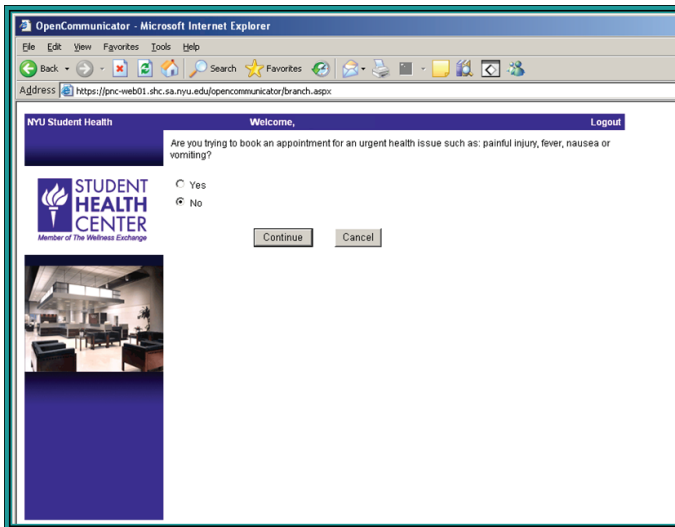 OpenCommunicator - Microsoft Internet Explorer
File Edit View Favorites Tools Help
Back Search Favorites
Address https://pnc-web01.shc.sa.nyu.edu/opencommunicator/branch.aspx
NYU Student Health Welcome, Logout
Are you trying to book an appointment for an urgent health issue such as: painful injury, fever, nausea or
vomiting?
Yes
No
Continue Cancel
STUDENT
HEALTH
CENTER
Member of The Wellness Exchange